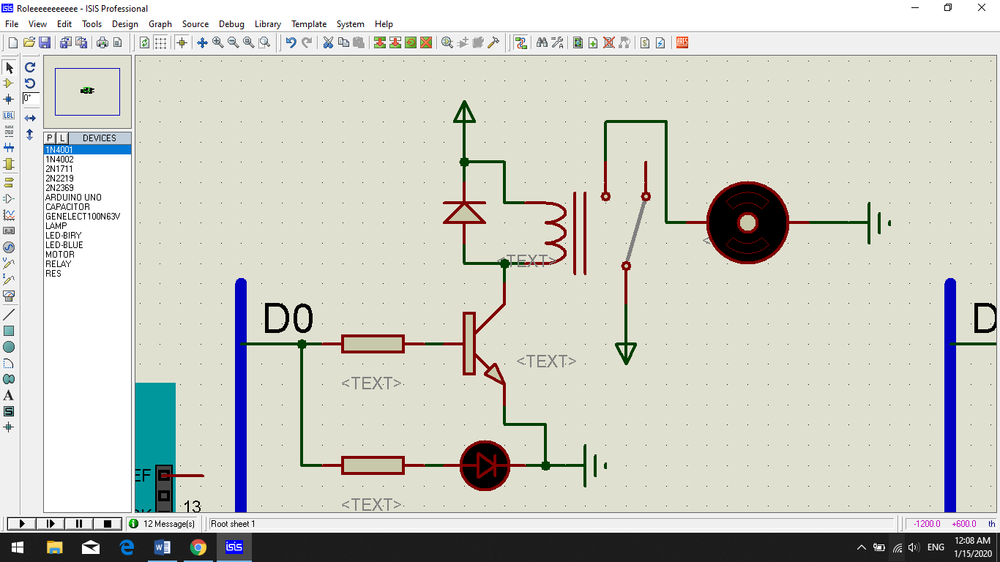 Roleeeeeeeeeee - ISIS Professional
File View Edit Tools Design Graph Source Debug Library Template System Help
ARES
LBL
0°
P L DEVICES
1N4001
1N4002
2N1711
2N2219
2N2369
ARDUINO UNO
CAPACITOR
GENELECT100N63V
LAMP
LED-BIRY
LED-BLUE
MOTOR
RELAY
RES
A
S
<TEXT>
<
D0
D
<TEXT>
<TEXT>
EF
<TEXT>
13
12 Message(s) Root sheet 1 -1200.0 +600.0 th
isis ENG 12:08 AM
1/15/2020